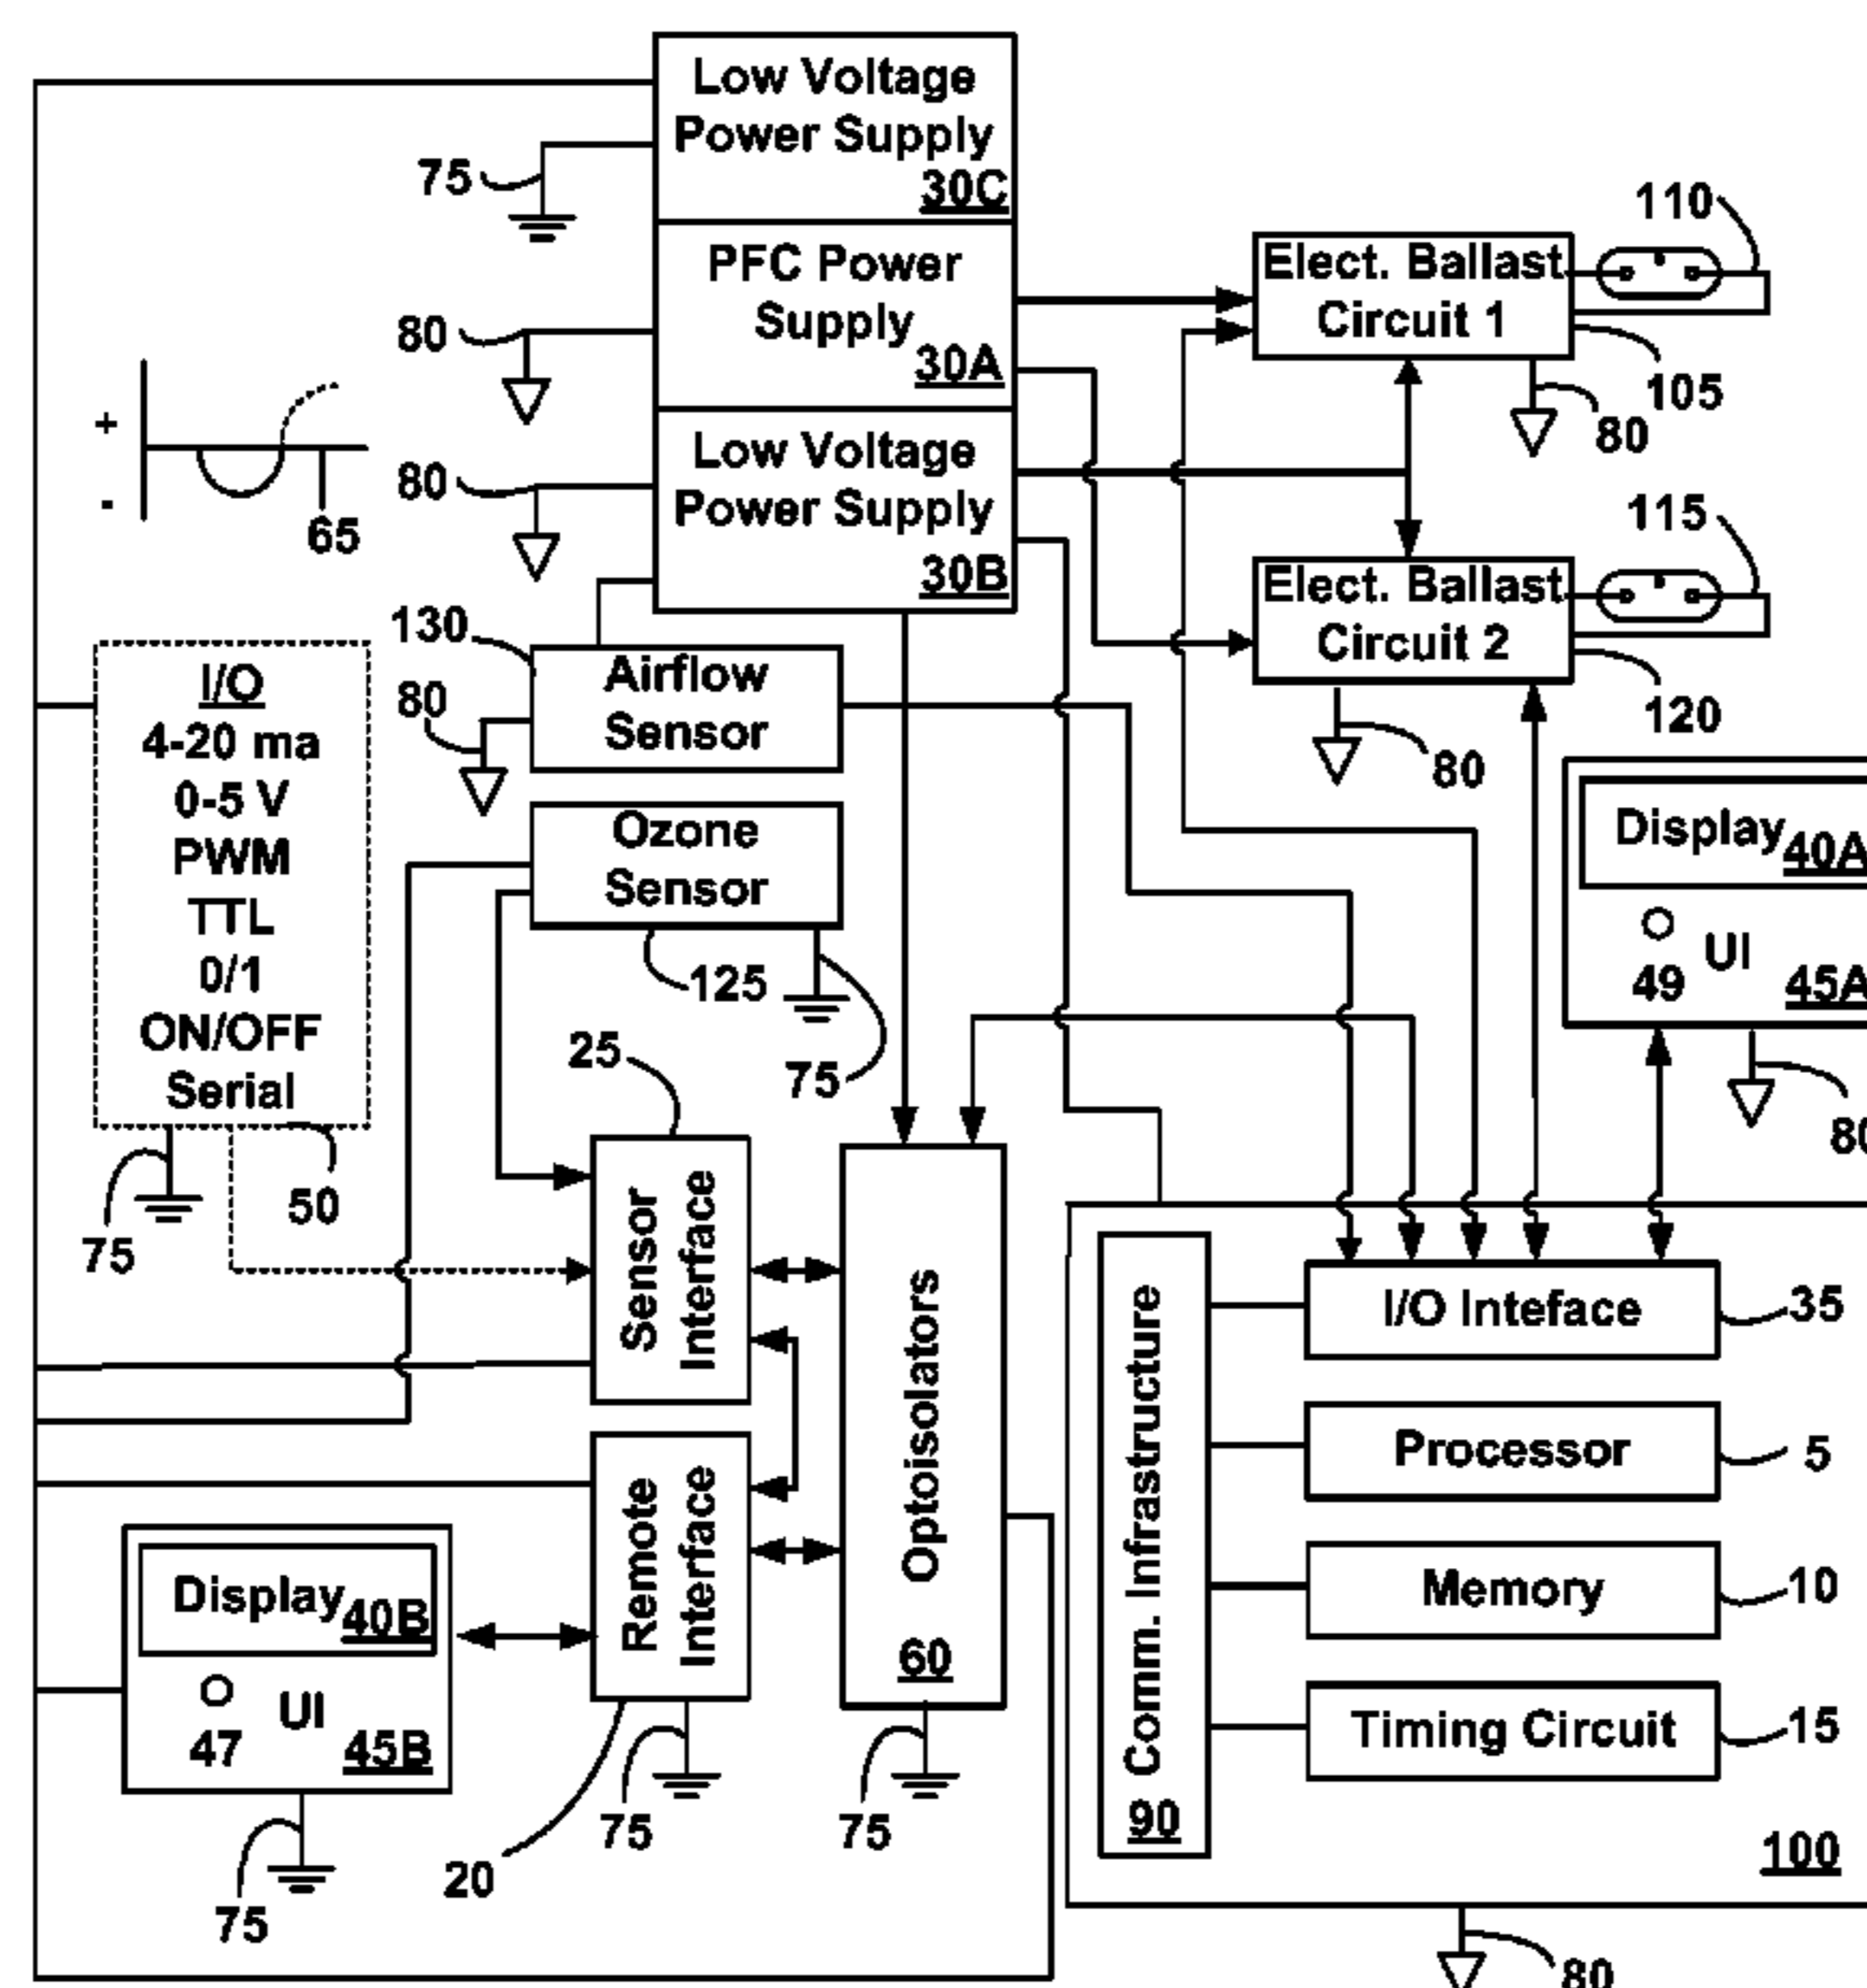 Low Voltage
Power Supply
30C
75
PFC Power
Supply
30A
80
Low Voltage
Power Supply
30B
80
+
-
65
110
Elect. Ballast
Circuit 1
105
80
115
Elect. Ballast
Circuit 2
120
80
130
Airflow
Sensor
80
Ozone
Sensor
125
75
I/O
4-20 ma
0-5 V
PWM
TTL
0/1
ON/OFF
Serial
50
75
Display
40A
49
UI
45A
80
25
Sensor
Interface
Remote
Interface
20
75
Optoisolators
60
75
Display
40B
47
UI
45B
75
Comm. Infrastructure
90
I/O Inteface
35
Processor
5
Memory
10
Timing Circuit
15
100
80